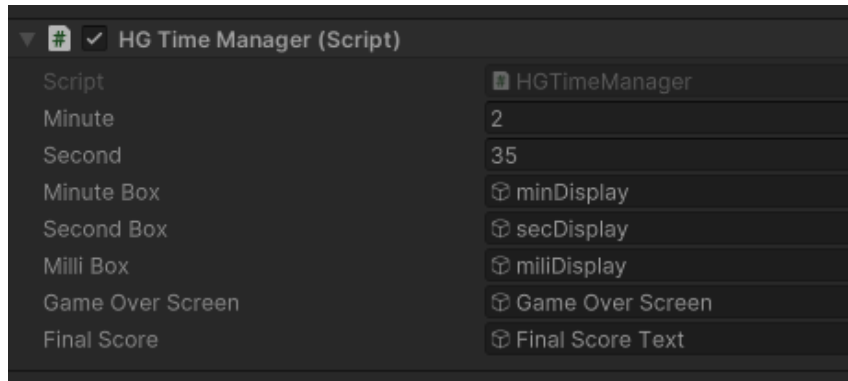 HG Time Manager (Script)
Script HGTimeManager
Minute 2
Second 35
Minute Box minDisplay
Second Box secDisplay
Milli Box miliDisplay
Game Over Screen Game Over Screen
Final Score Final Score Text